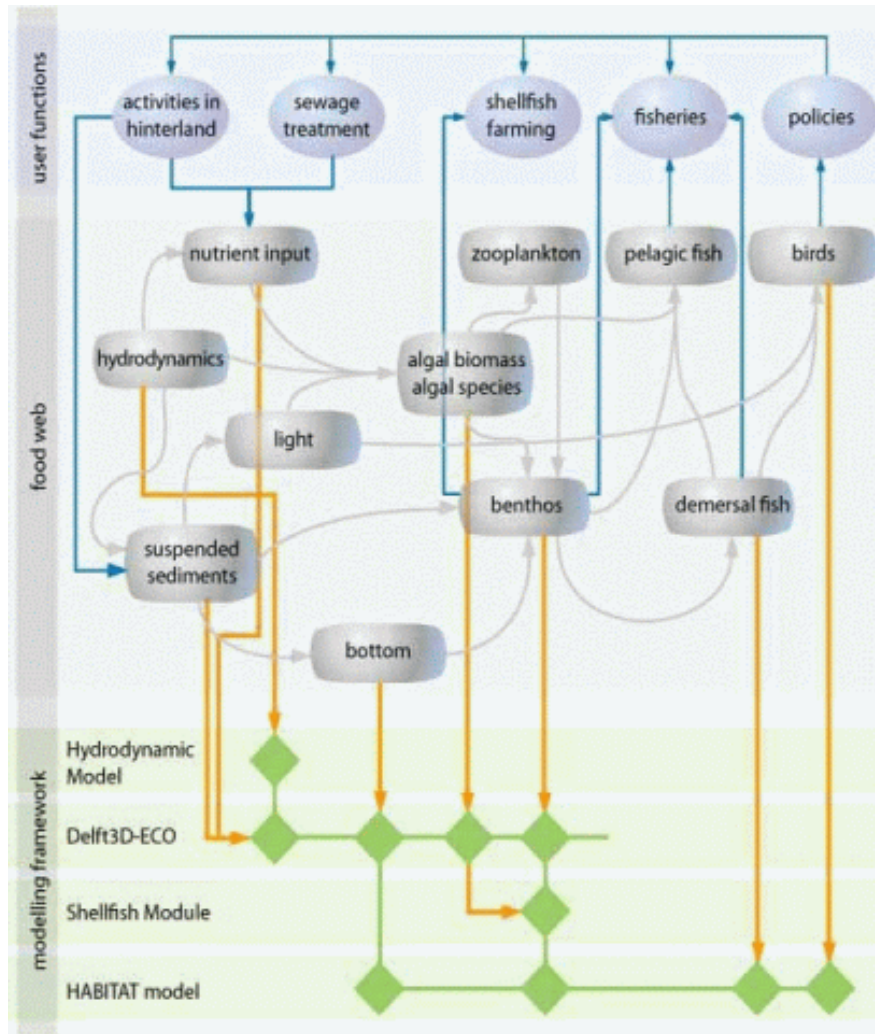 user functions
activities in
hinterland
sewage
treatment
shellfish
farming
fisheries
policies
food web
nutrient input
zooplankton
pelagic fish
birds
hydrodynamics
algal biomass
algal species
light
benthos
demersal fish
suspended
sediments
bottom
modelling framework
Hydrodynamic
Model
Delft3D-ECO
Shellfish Module
HABITAT model